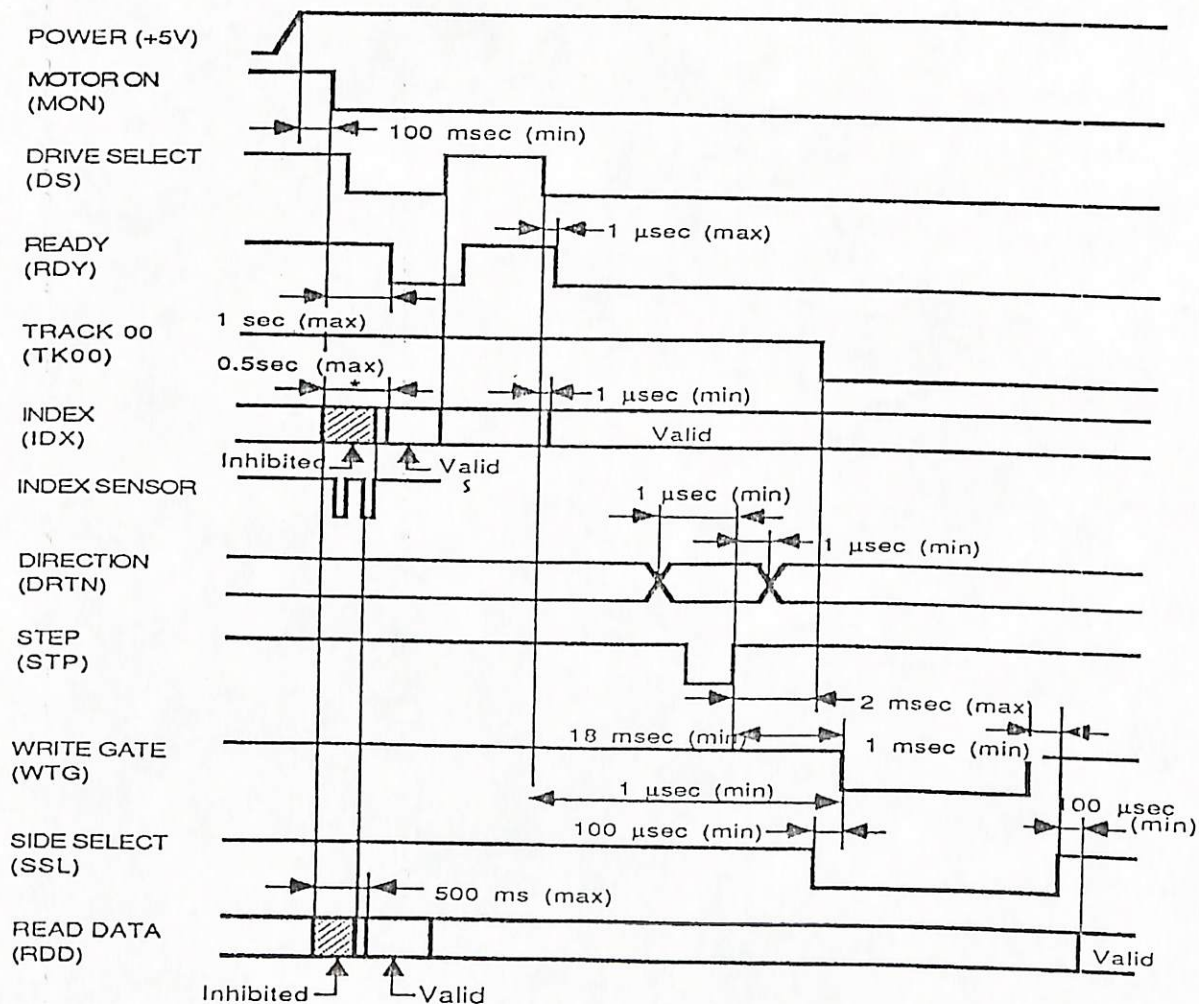 POWER (+5V)
MOTOR ON
(MON)
100 msec (min)
DRIVE SELECT
(DS)
1 μsec (max)
READY
(RDY)
1 sec (max)
TRACK 00
(TK00)
0.5sec (max)
*
1 μsec (min)
INDEX
(IDX)
Valid
Inhibited
Valid
s
INDEX SENSOR
1 μsec (min)
1 μsec (min)
DIRECTION
(DRTN)
STEP
(STP)
2 msec (max)
18 msec (min)
1 msec (min)
WRITE GATE
(WTG)
1 μsec (min)
100 μsec
(min)
100 μsec (min)
SIDE SELECT
(SSL)
500 ms (max)
READ DATA
(RDD)
Valid
Inhibited
Valid